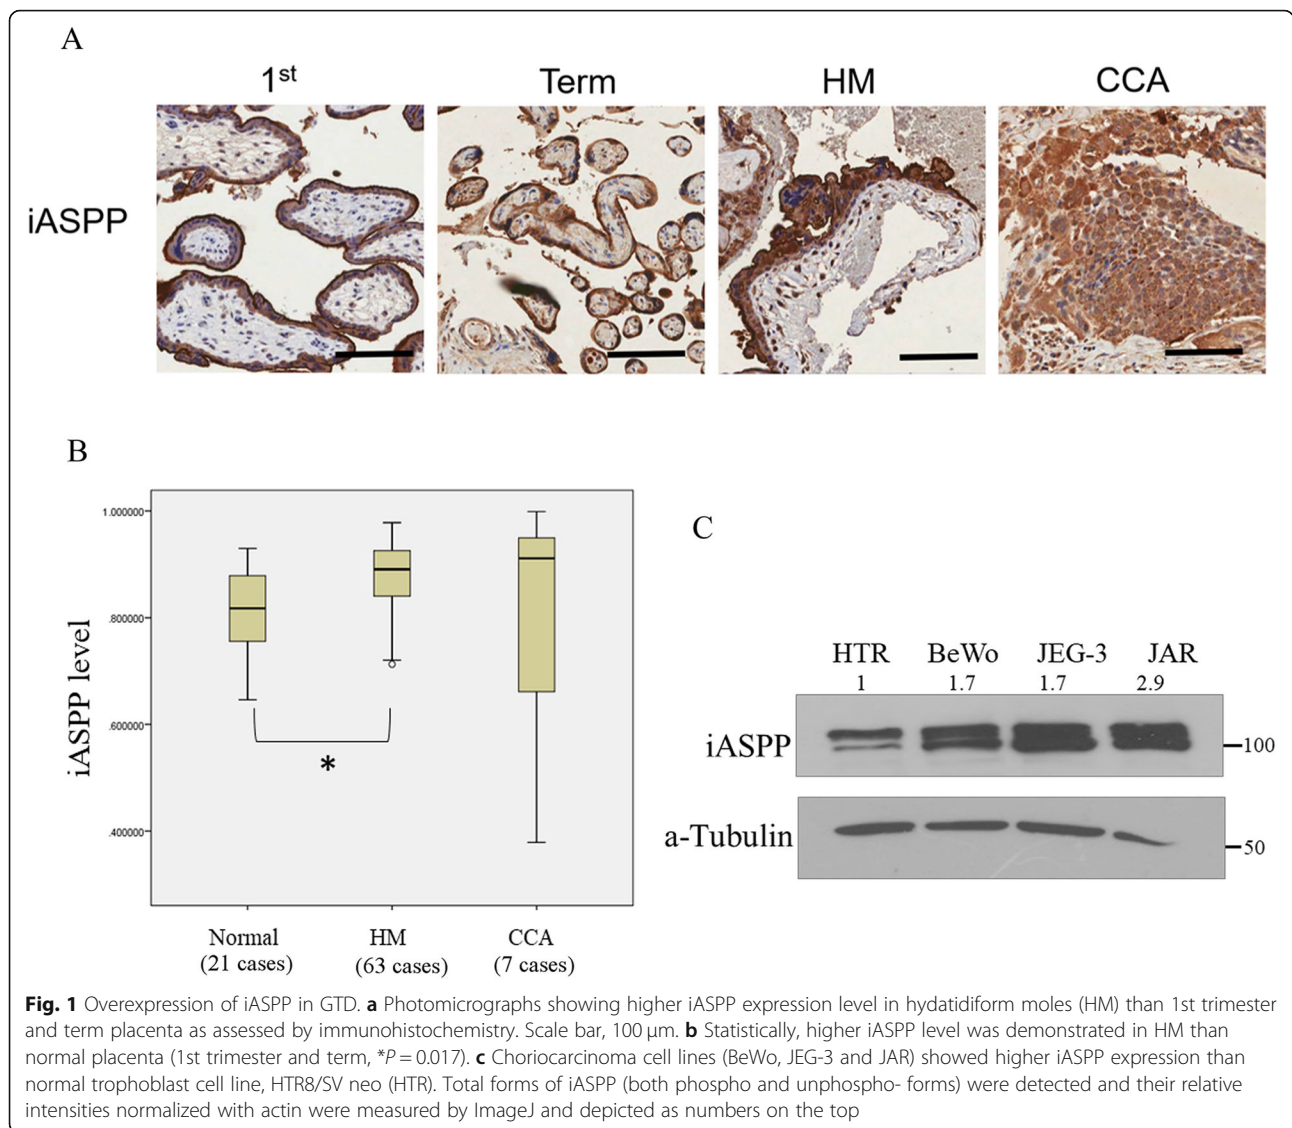 A
1st
Term
HM
CCA
iASPP
B
1.000000
.800000
.600000
.400000
iASPP level
*
Normal
(21 cases)
HM
(63 cases)
CCA
(7 cases)
C
HTR BeWo JEG-3 JAR
1 1.7 1.7 2.9
iASPP
100
a-Tubulin
50
Fig. 1 Overexpression of iASPP in GTD. a Photomicrographs showing higher iASPP expression level in hydatidiform moles (HM) than 1st trimester
and term placenta as assessed by immunohistochemistry. Scale bar, 100 μm. b Statistically, higher iASPP level was demonstrated in HM than
normal placenta (1st trimester and term, *P = 0.017). c Choriocarcinoma cell lines (BeWo, JEG-3 and JAR) showed higher iASPP expression than
normal trophoblast cell line, HTR8/SV neo (HTR). Total forms of iASPP (both phospho and unphospho- forms) were detected and their relative
intensities normalized with actin were measured by ImageJ and depicted as numbers on the top